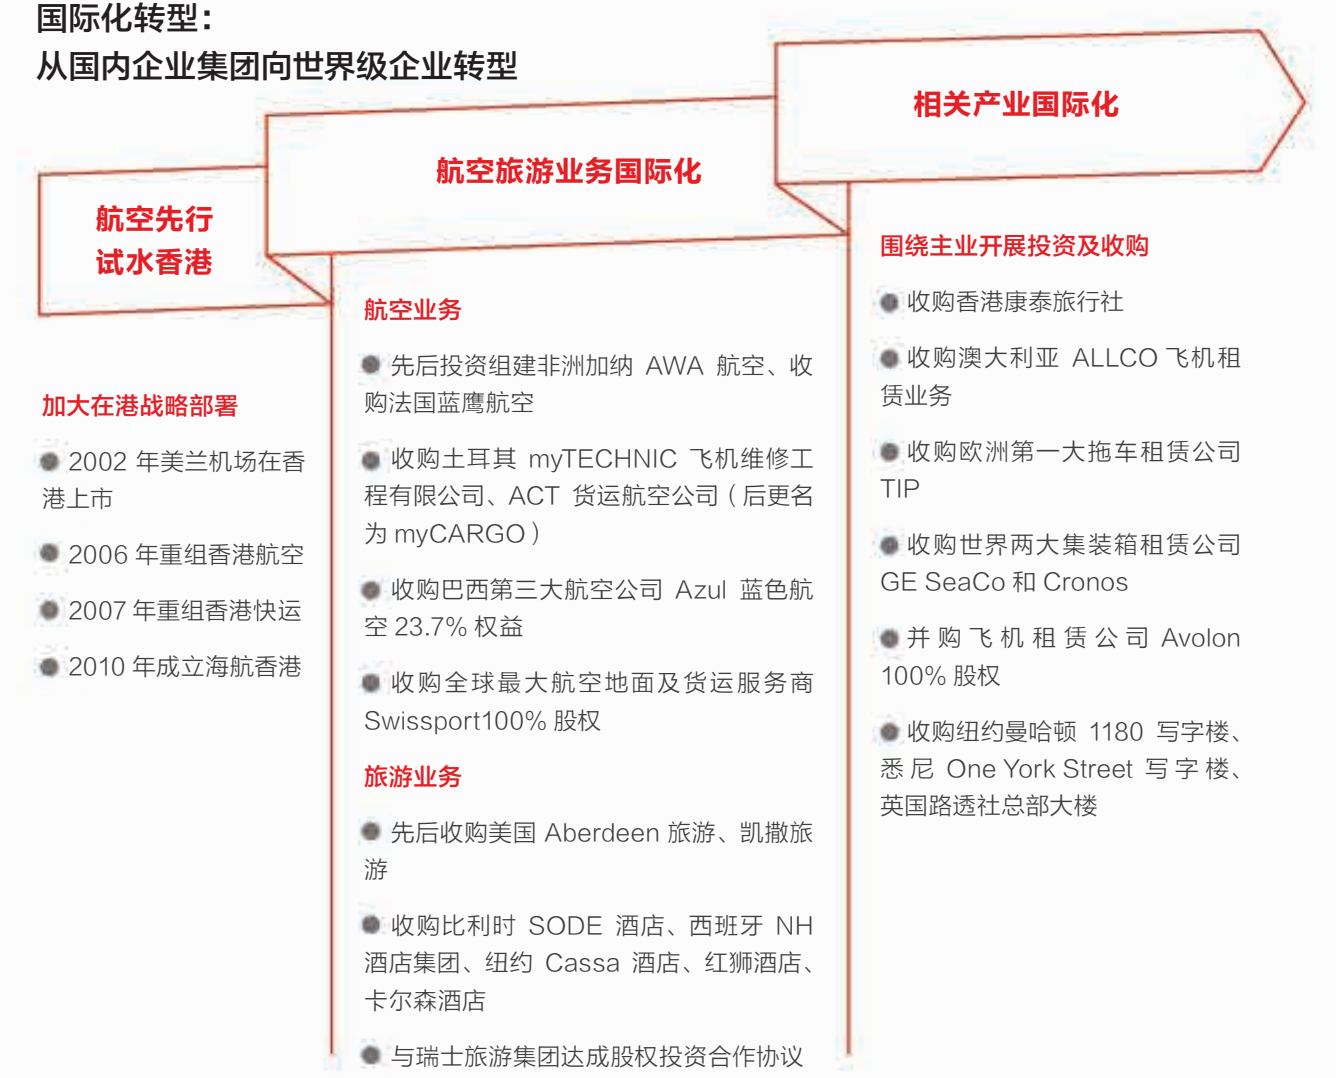 国际化转型：
从国内企业集团向世界级企业转型
航空先行
试水香港
加大在港战略部署
● 2002 年美兰机场在香
港上市
● 2006 年重组香港航空
● 2007 年重组香港快运
● 2010 年成立海航香港
航空旅游业务国际化
航空业务
● 先后投资组建非洲加纳 AWA 航空、收
购法国蓝鹰航空
● 收购土耳其 myTECHNIC 飞机维修工
程有限公司、ACT 货运航空公司（后更名
为 myCARGO）
● 收购巴西第三大航空公司 Azul 蓝色航
空 23.7% 权益
● 收购全球最大航空地面及货运服务商
Swissport100% 股权
旅游业务
● 先后收购美国 Aberdeen 旅游、凯撒旅
游
● 收购比利时 SODE 酒店、西班牙 NH
酒店集团、纽约 Cassa 酒店、红狮酒店、
卡尔森酒店
● 与瑞士旅游集团达成股权投资合作协议
相关产业国际化
围绕主业开展投资及收购
● 收购香港康泰旅行社
● 收购澳大利亚 ALLCO 飞机租
赁业务
● 收购欧洲第一大拖车租赁公司
TIP
● 收购世界两大集装箱租赁公司
GE SeaCo 和 Cronos
● 并购飞机租赁公司 Avolon
100% 股权
● 收购纽约曼哈顿 1180 写字楼、
悉尼 One York Street 写字楼、
英国路透社总部大楼